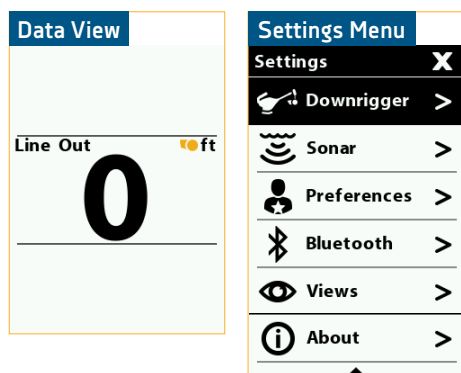 Data View
Line Out ft
0
Settings Menu
Settings X
Downrigger >
Sonar >
Preferences >
Bluetooth >
Views >
About >